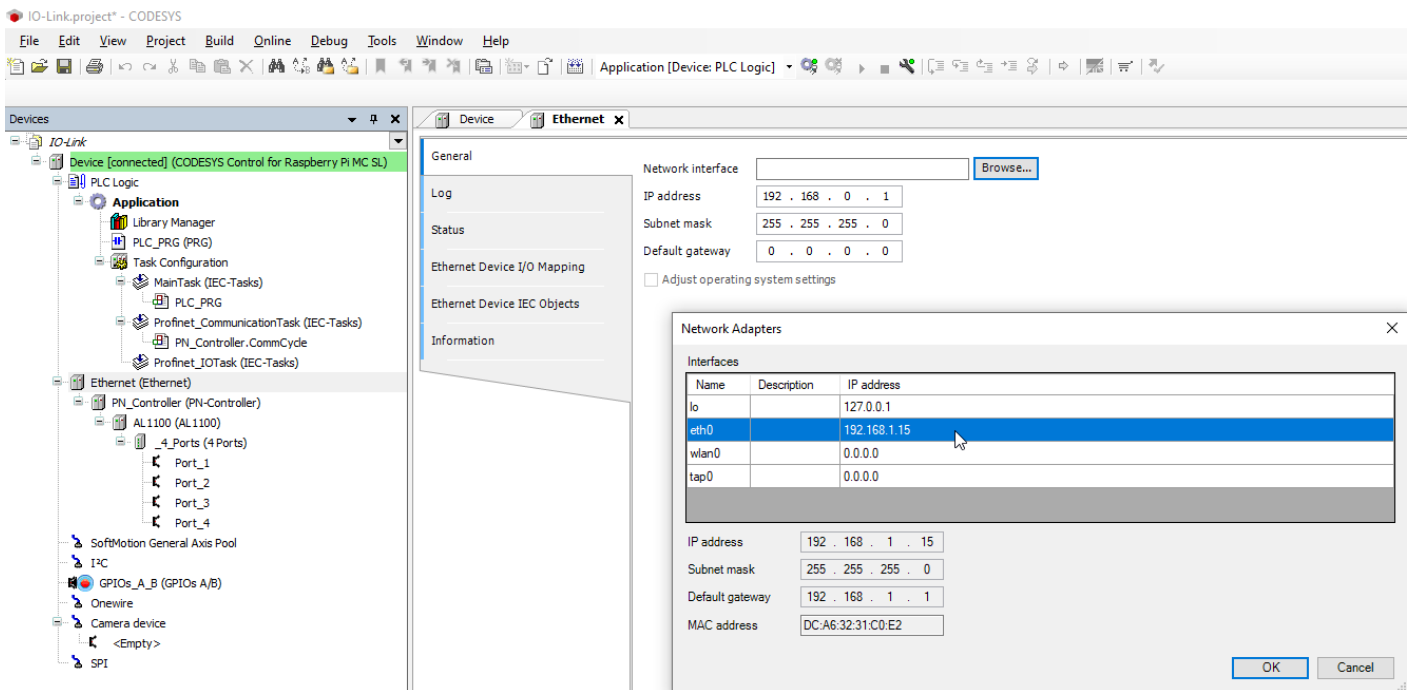 IO-Link.project* - CODESYS
File Edit View Project Build Online Debug Tools Window Help
Application [Device: PLC Logic]
Devices
IO-Link
Device [connected] (CODESYS Control for Raspberry Pi MC SL)
PLC Logic
Application
Library Manager
PLC_PRG (PRG)
Task Configuration
MainTask (IEC-Tasks)
PLC_PRG
Profinet_CommunicationTask (IEC-Tasks)
PN_Controller.CommCycle
Profinet_IOTask (IEC-Tasks)
Ethernet (Ethernet)
PN_Controller (PN-Controller)
AL1100 (AL1100)
_4_Ports (4 Ports)
Port_1
Port_2
Port_3
Port_4
SoftMotion General Axis Pool
I²C
GPIOs_A_B (GPIOs A/B)
Onewire
Camera device
<Empty>
SPI
Device Ethernet
General
Log
Status
Ethernet Device I/O Mapping
Ethernet Device IEC Objects
Information
Network interface Browse...
IP address 192 . 168 . 0 . 1
Subnet mask 255 . 255 . 255 . 0
Default gateway 0 . 0 . 0 . 0
Adjust operating system settings
Network Adapters
Interfaces
Name Description IP address
lo 127.0.0.1
eth0 192.168.1.15
wlan0 0.0.0.0
tap0 0.0.0.0
IP address 192 . 168 . 1 . 15
Subnet mask 255 . 255 . 255 . 0
Default gateway 192 . 168 . 1 . 1
MAC address DC:A6:32:31:C0:E2
OK Cancel